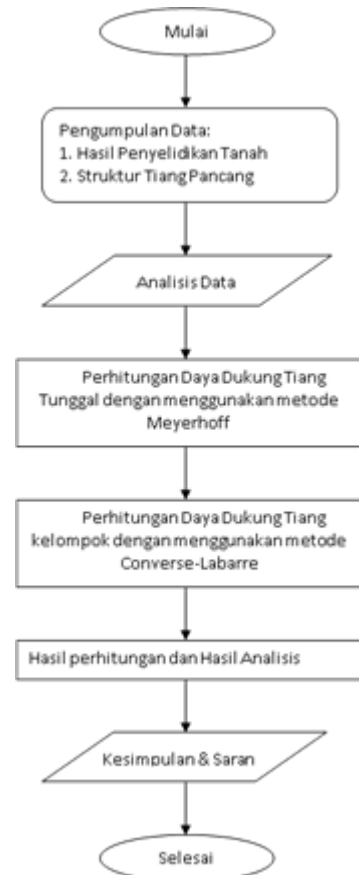 Mulai
Pengumpulan Data:
1. Hasil Penyelidikan Tanah
2. Struktur Tiang Pancang
Analisis Data
Perhitungan Daya Dukung Tiang
Tunggal dengan menggunakan metode
Meyerhoff
Perhitungan Daya Dukung Tiang
kelompok dengan menggunakan metode
Converse-Labarre
Hasil perhitungan dan Hasil Analisis
Kesimpulan & Saran
Selesai